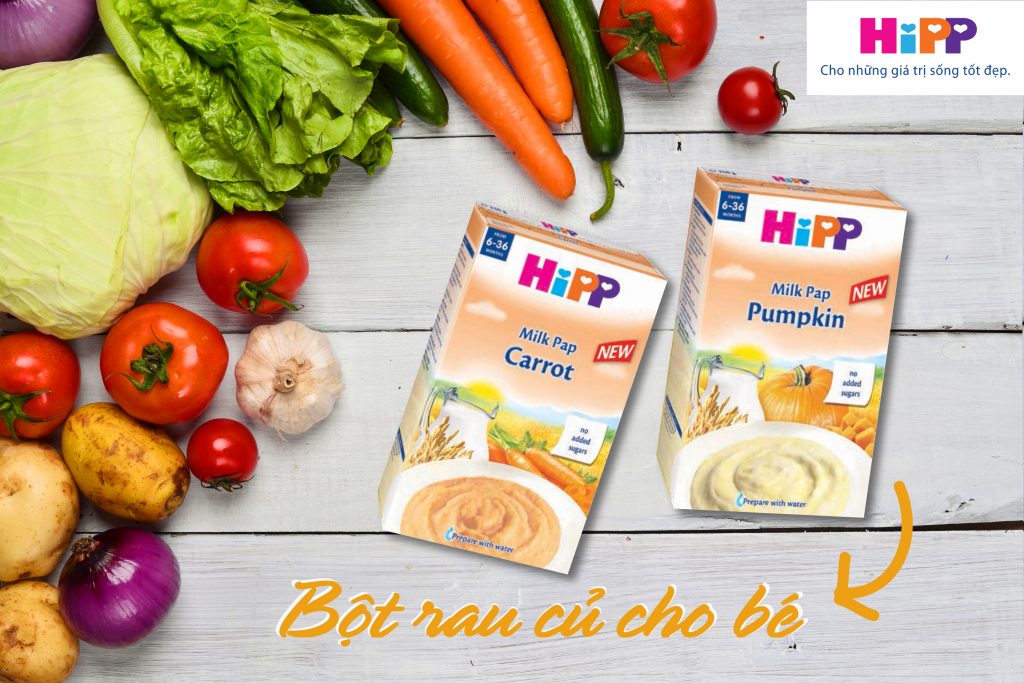 HiPP
Cho những giá trị sống tốt đẹp.
HiPP
FROM
6-36
MONTHS
HiPP
Milk Pap
Carrot
NEW
no
added
sugars
Prepare with water
HiPP
FROM
6-36
MONTHS
HiPP
Milk Pap
Pumpkin
NEW
no
added
sugars
Prepare with water
Bột rau củ cho bé